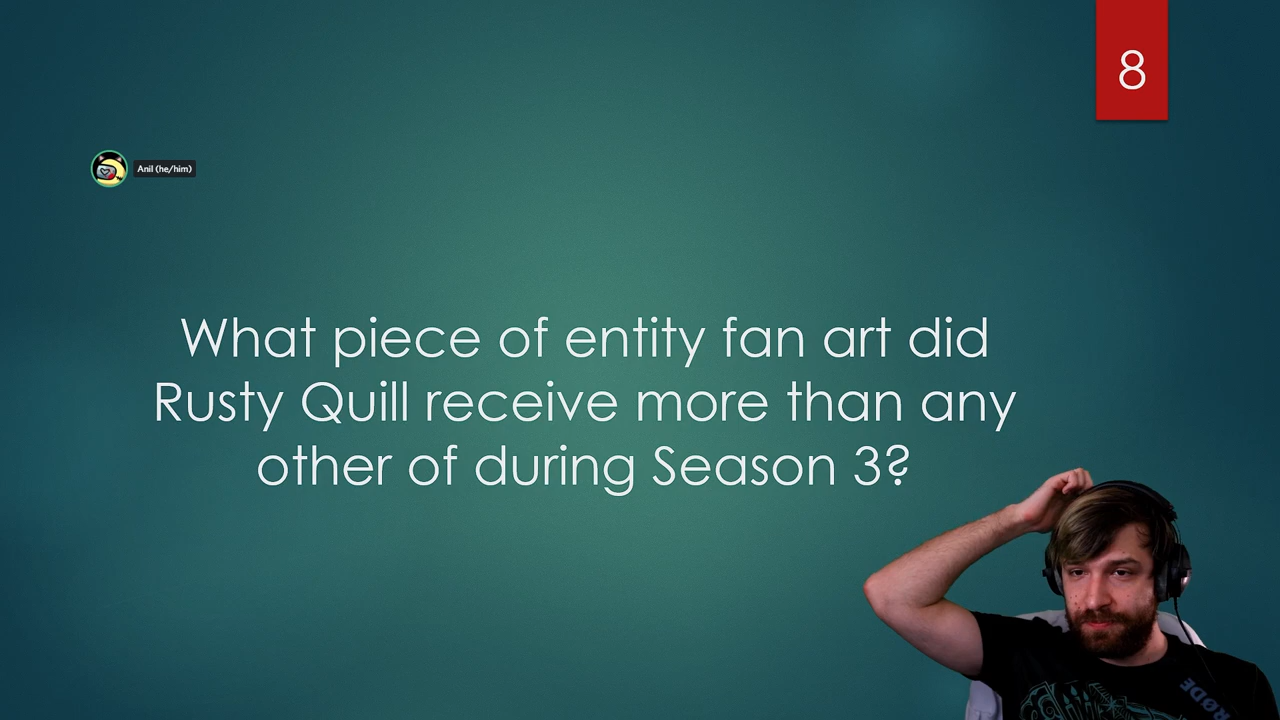 8
Anil (he/him)
What piece of entity fan art did
Rusty Quill receive more than any
other of during Season 3?
RØDE